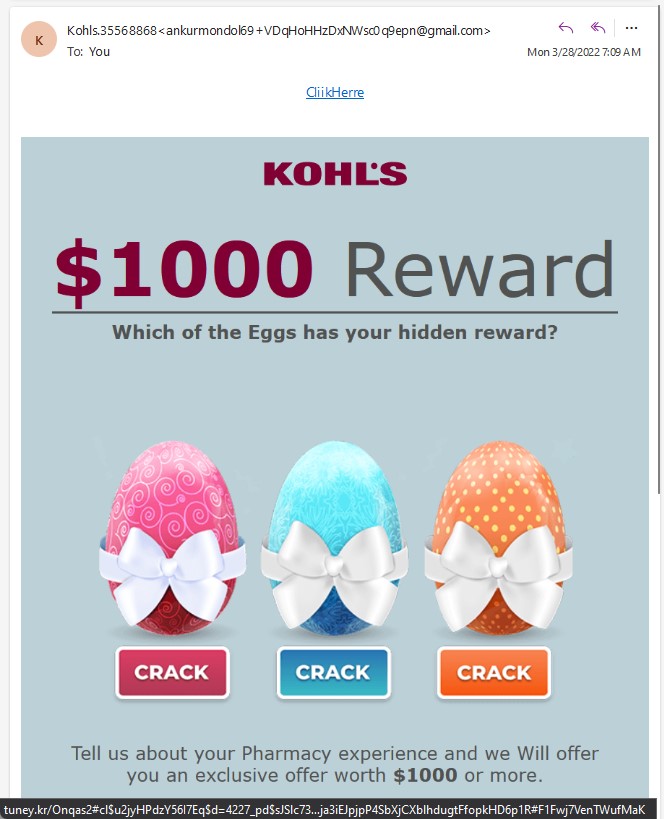 K
Kohls.35568868<ankurmondol69+VDqHoHHzDxNWsc0q9epn@gmail.com>
To: You
Mon 3/28/2022 7:09 AM
CliikHerre
KOHL'S
$1000 Reward
Which of the Eggs has your hidden reward?
CRACK CRACK CRACK
Tell us about your Pharmacy experience and we Will offer
you an exclusive offer worth $1000 or more.
tuney.kr/Onqas2#cl$u2jyHPdzY56l7Eq$d=4227_pd$sJSlc73...ja3iEJpjpP4SbXjCXblhdugtFfopkHD6p1R#F1Fwj7VenTWufMaK